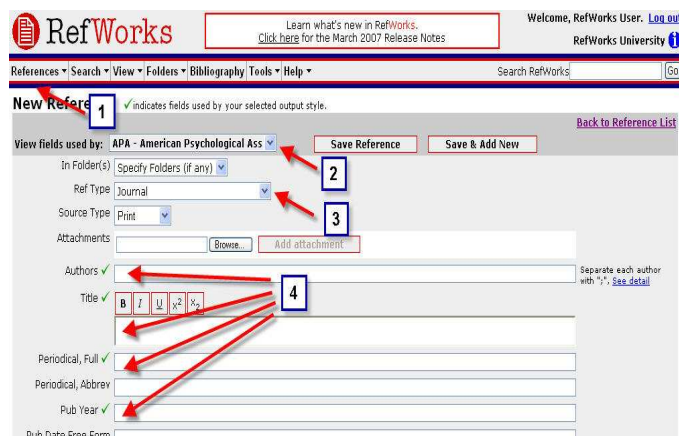 RefWorks
Learn what's new in RefWorks.
Click here for the March 2007 Release Notes
Welcome, RefWorks User. Log out
RefWorks University
References Search View Folders Bibliography Tools Help
Search RefWorks Go
New Refere
indicates fields used by your selected output style.
1
Back to Reference List
View fields used by: APA - American Psychological Ass Save Reference Save & Add New
2
In Folder(s) Specify Folders (if any)
Ref Type Journal
3
Source Type Print
Attachments Browse... Add attachment
Authors
Separate each author
with ";". See detail
Title B I U x² X₂
4
Periodical, Full
Periodical, Abbrev
Pub Year
Pub Date Free Form